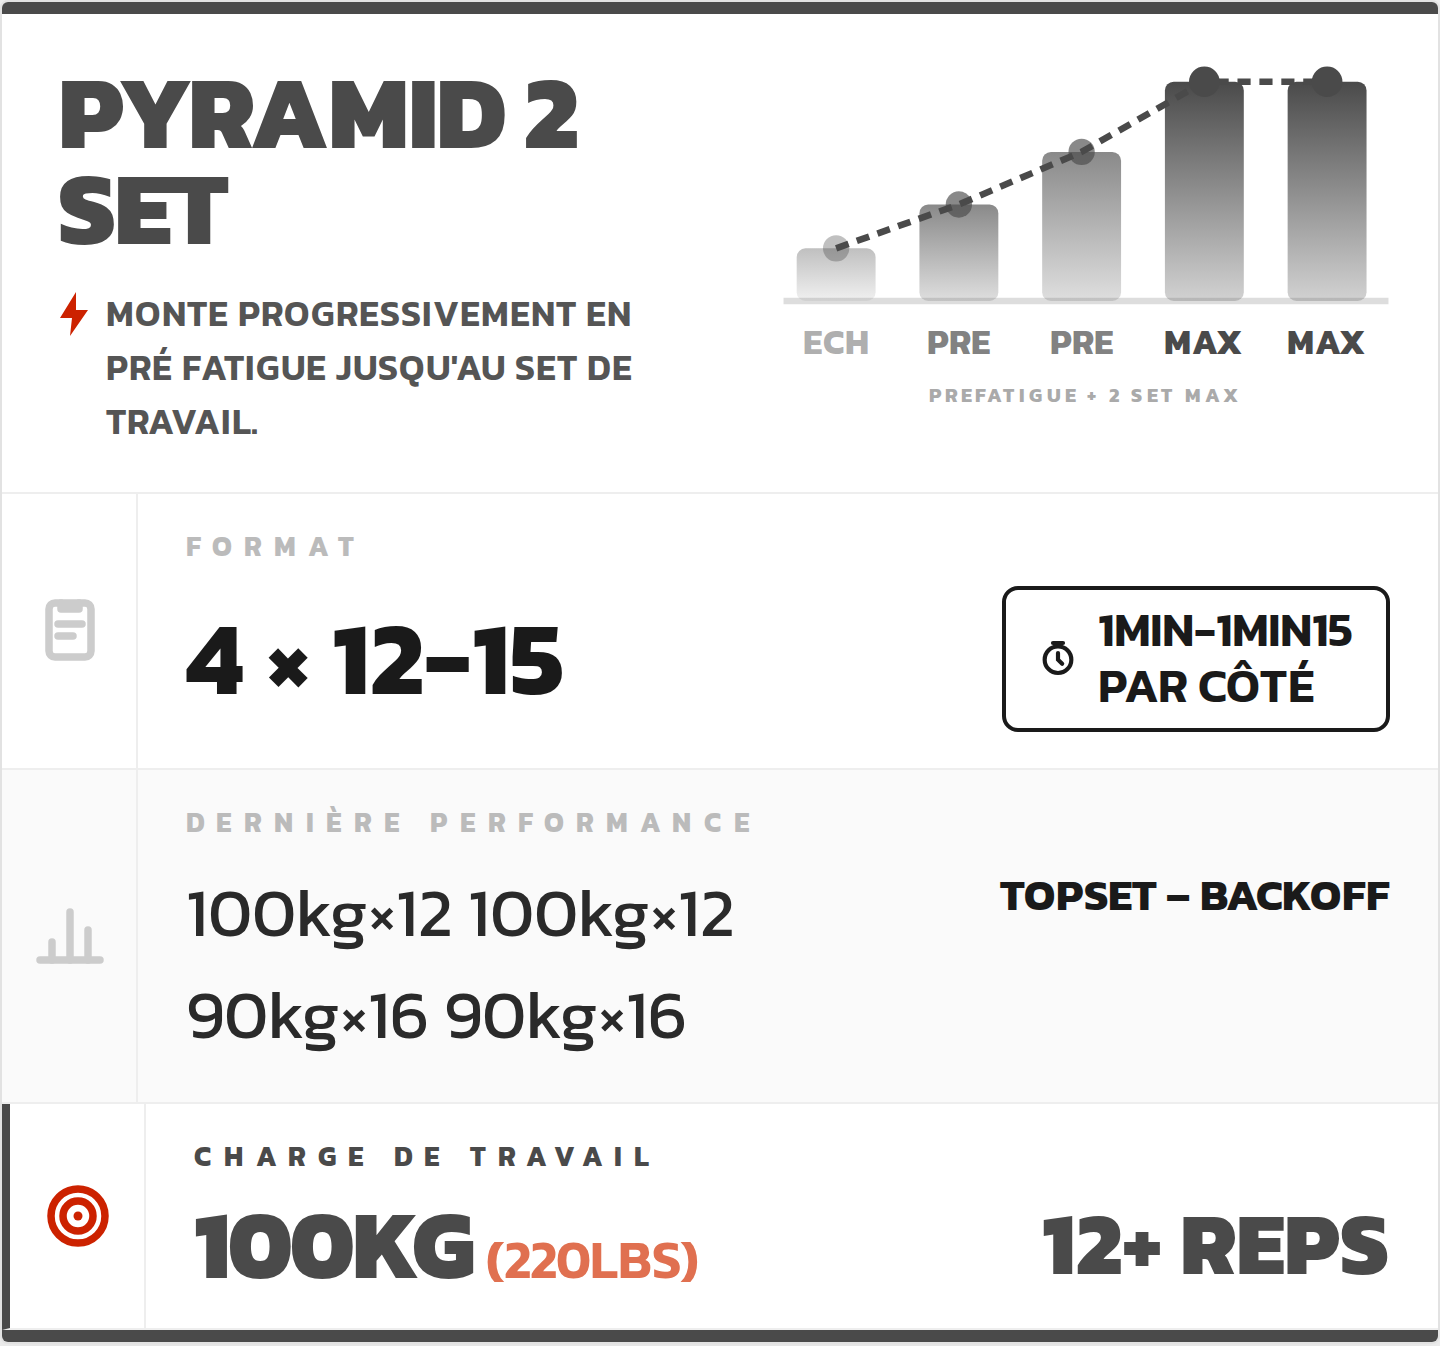 PYRAMID 2
SET
MONTE PROGRESSIVEMENT EN
PRÉ FATIGUE JUSQU'AU SET DE
TRAVAIL.
ECH PRE PRE MAX MAX
PREFATIGUE + 2 SET MAX
FORMAT
4 × 12–15
1MIN–1MIN15
PAR CÔTÉ
DERNIÈRE PERFORMANCE
100kg×12 100kg×12
90kg×16 90kg×16
TOPSET – BACKOFF
CHARGE DE TRAVAIL
100KG (220LBS)
12+ REPS